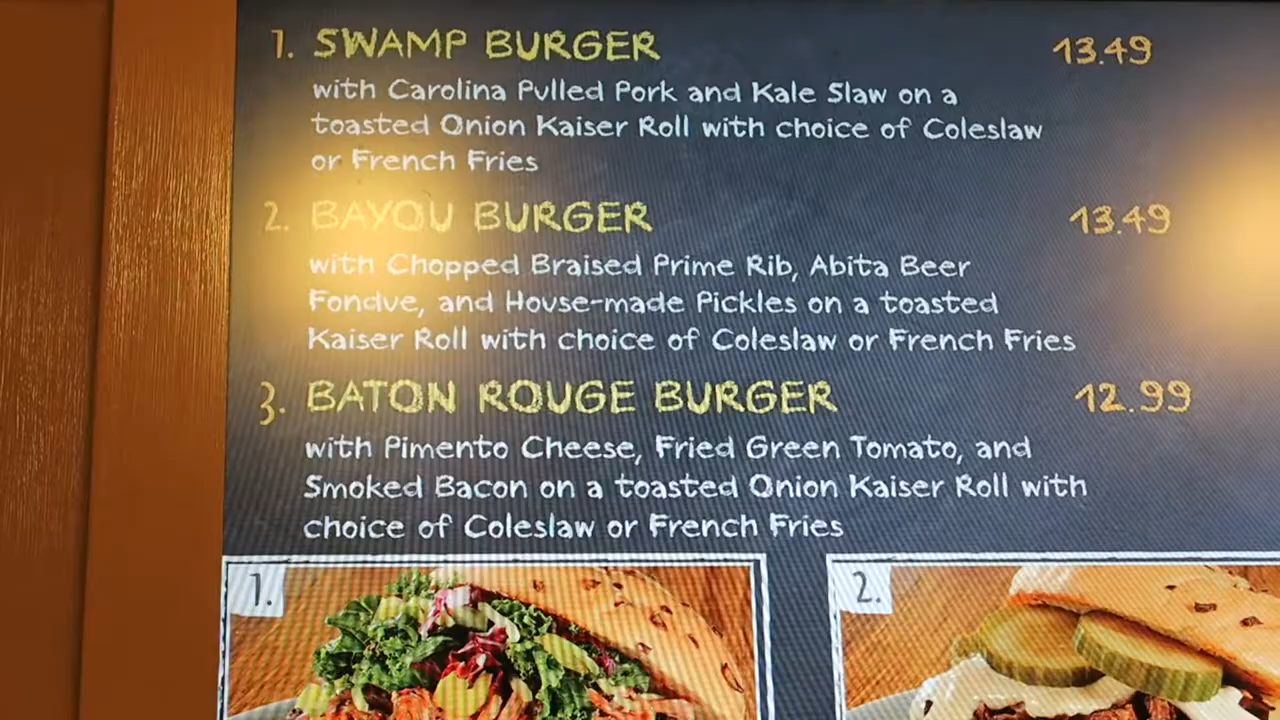 1. SWAMP BURGER 13.49
with Carolina Pulled Pork and Kale Slaw on a
toasted Onion Kaiser Roll with choice of Coleslaw
or French Fries
2. BAYOU BURGER 13.49
with Chopped Braised Prime Rib, Abita Beer
Fondue, and House-made Pickles on a toasted
Kaiser Roll with choice of Coleslaw or French Fries
3. BATON ROUGE BURGER 12.99
with Pimento Cheese, Fried Green Tomato, and
Smoked Bacon on a toasted Onion Kaiser Roll with
choice of Coleslaw or French Fries
1. 2.